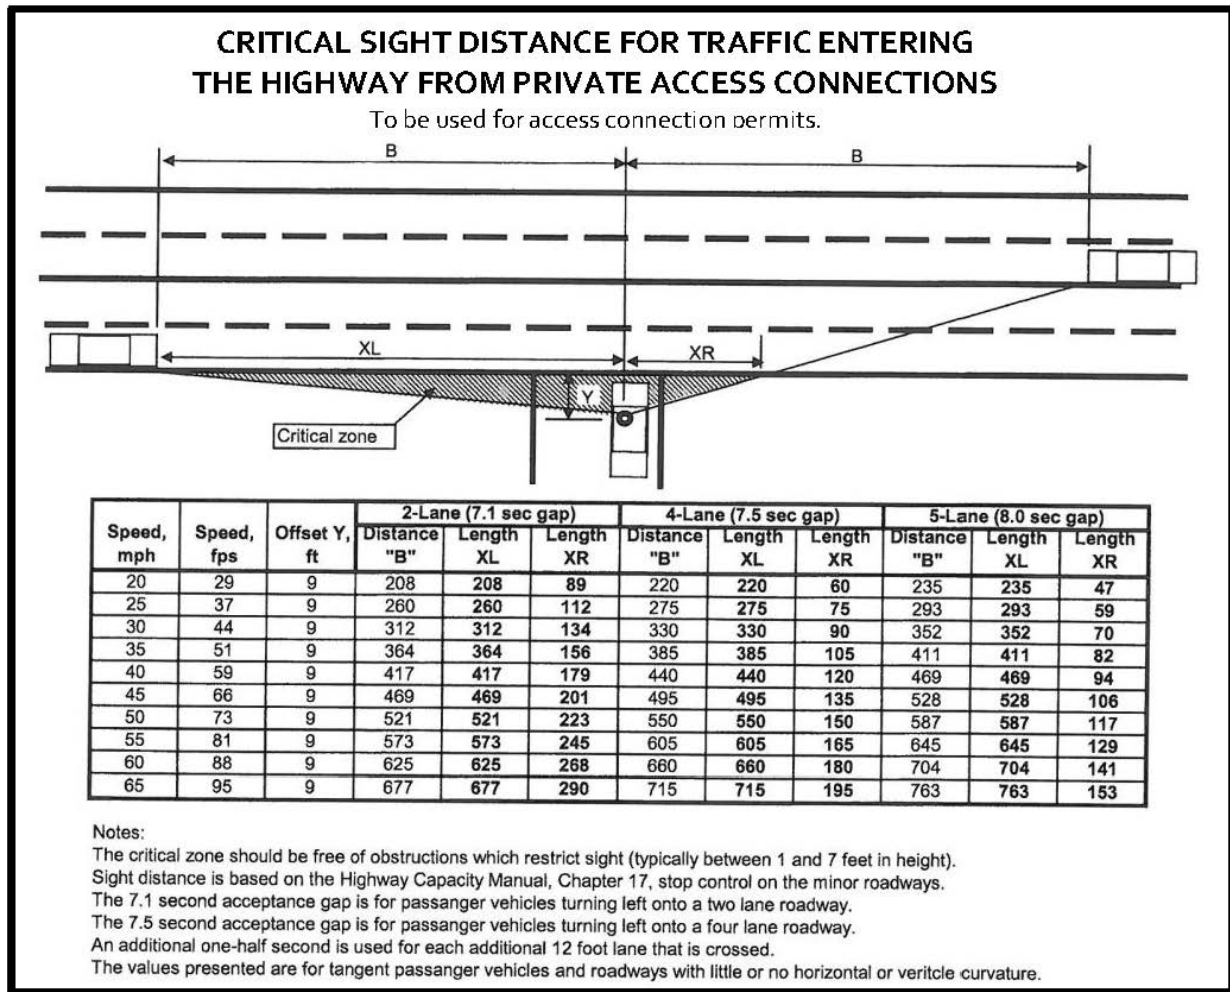 CRITICAL SIGHT DISTANCE FOR TRAFFIC ENTERING
THE HIGHWAY FROM PRIVATE ACCESS CONNECTIONS
To be used for access connection permits.
B B
XL XR
Y
Critical zone
2-Lane (7.1 sec gap) 4-Lane (7.5 sec gap) 5-Lane (8.0 sec gap)
Speed, Speed, Offset Y, Distance Length Length Distance Length Length Distance Length Length
mph fps ft "B" XL XR "B" XL XR "B" XL XR
20 29 9 208 208 89 220 220 60 235 235 47
25 37 9 260 260 112 275 275 75 293 293 59
30 44 9 312 312 134 330 330 90 352 352 70
35 51 9 364 364 156 385 385 105 411 411 82
40 59 9 417 417 179 440 440 120 469 469 94
45 66 9 469 469 201 495 495 135 528 528 106
50 73 9 521 521 223 550 550 150 587 587 117
55 81 9 573 573 245 605 605 165 645 645 129
60 88 9 625 625 268 660 660 180 704 704 141
65 95 9 677 677 290 715 715 195 763 763 153
Notes:
The critical zone should be free of obstructions which restrict sight (typically between 1 and 7 feet in height).
Sight distance is based on the Highway Capacity Manual, Chapter 17, stop control on the minor roadways.
The 7.1 second acceptance gap is for passanger vehicles turning left onto a two lane roadway.
The 7.5 second acceptance gap is for passanger vehicles turning left onto a four lane roadway.
An additional one-half second is used for each additional 12 foot lane that is crossed.
The values presented are for tangent passanger vehicles and roadways with little or no horizontal or veritcle curvature.